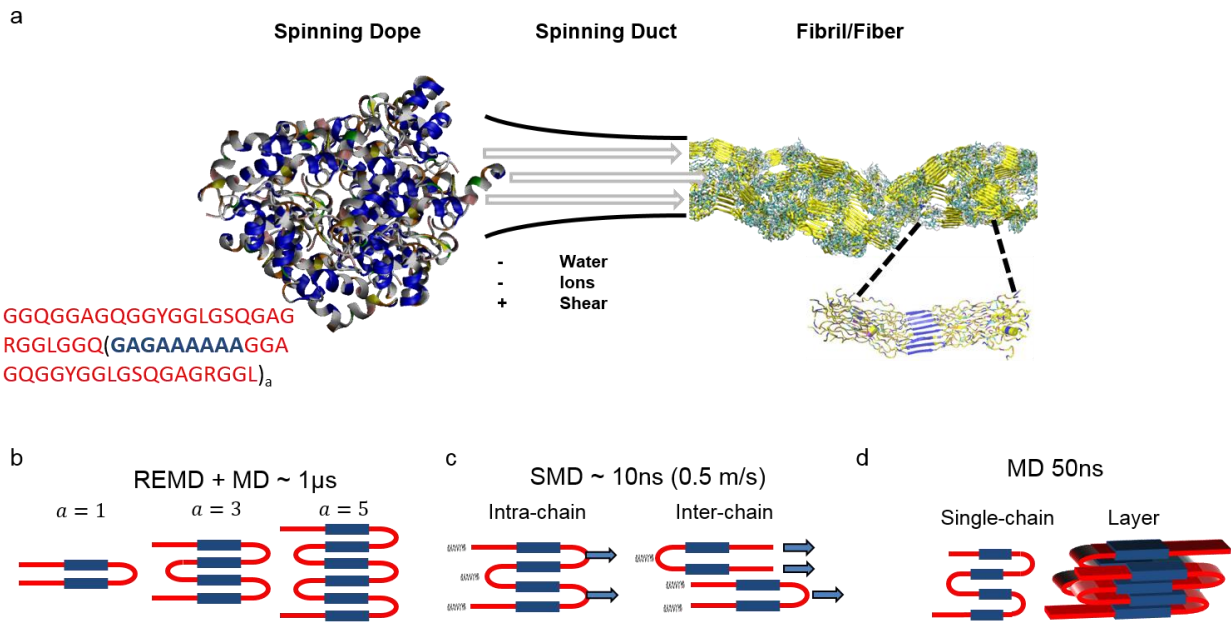 a
Spinning Dope
Spinning Duct
Fibril/Fiber
- Water
- Ions
+ Shear
GGQGGAGQGGYGGLGSQGAG
RGGLGGQ(GAGAAAAAAGGA
GQGGYGGLGSQGAGRGGL)a
b
REMD + MD ~ 1μs
a = 1
a = 3
a = 5
c
SMD ~ 10ns (0.5 m/s)
Intra-chain
Inter-chain
d
MD 50ns
Single-chain
Layer